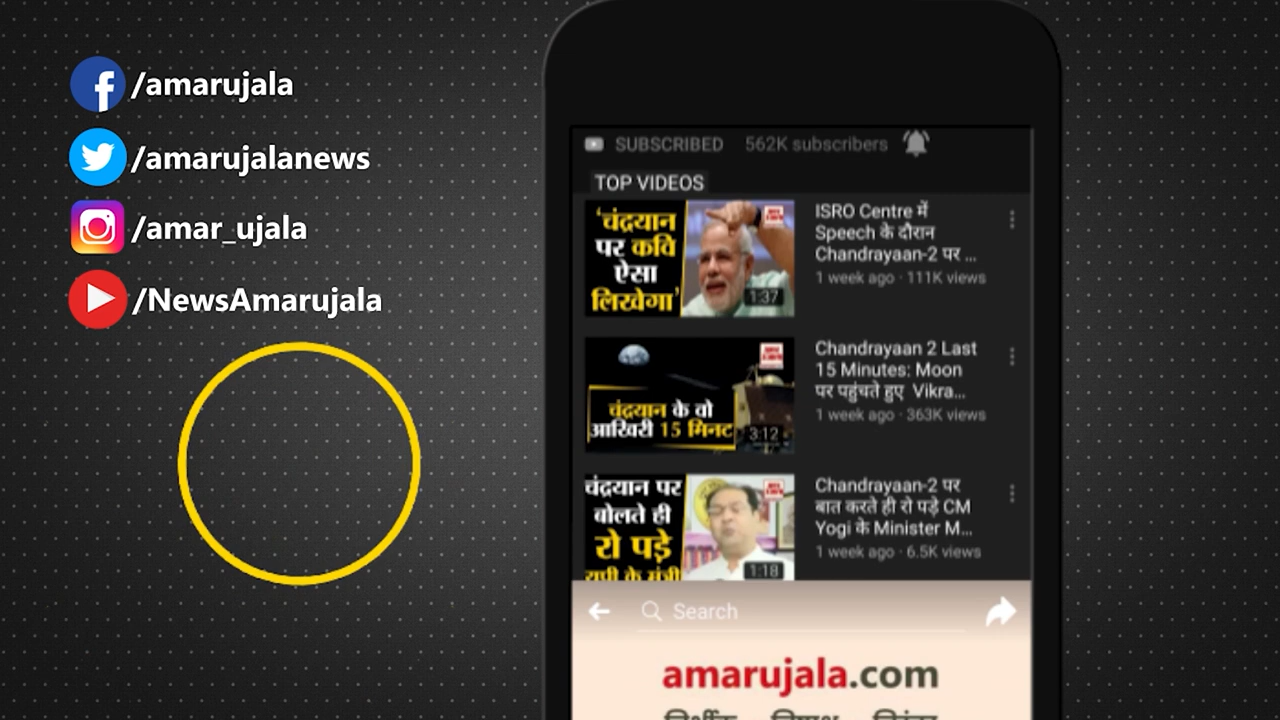 /amarujala
/amarujalanews
/amar_ujala
/NewsAmarujala
SUBSCRIBED 562K subscribers
TOP VIDEOS
‘चंद्रयान
पर कवि
ऐसा
लिखेगा’
1:37
ISRO Centre में
Speech के दौरान
Chandrayaan-2 पर ...
1 week ago · 111K views
चंद्रयान के वो
आखिरी 15 मिनट
3:12
Chandrayaan 2 Last
15 Minutes: Moon
पर पहुंचते हुए Vikra...
1 week ago · 363K views
चंद्रयान पर
बोलते ही
रो पड़े
यूपी के मंत्री
1:18
Chandrayaan-2 पर
बात करते ही रो पड़े CM
Yogi के Minister M...
1 week ago · 6.5K views
Search
amarujala.com